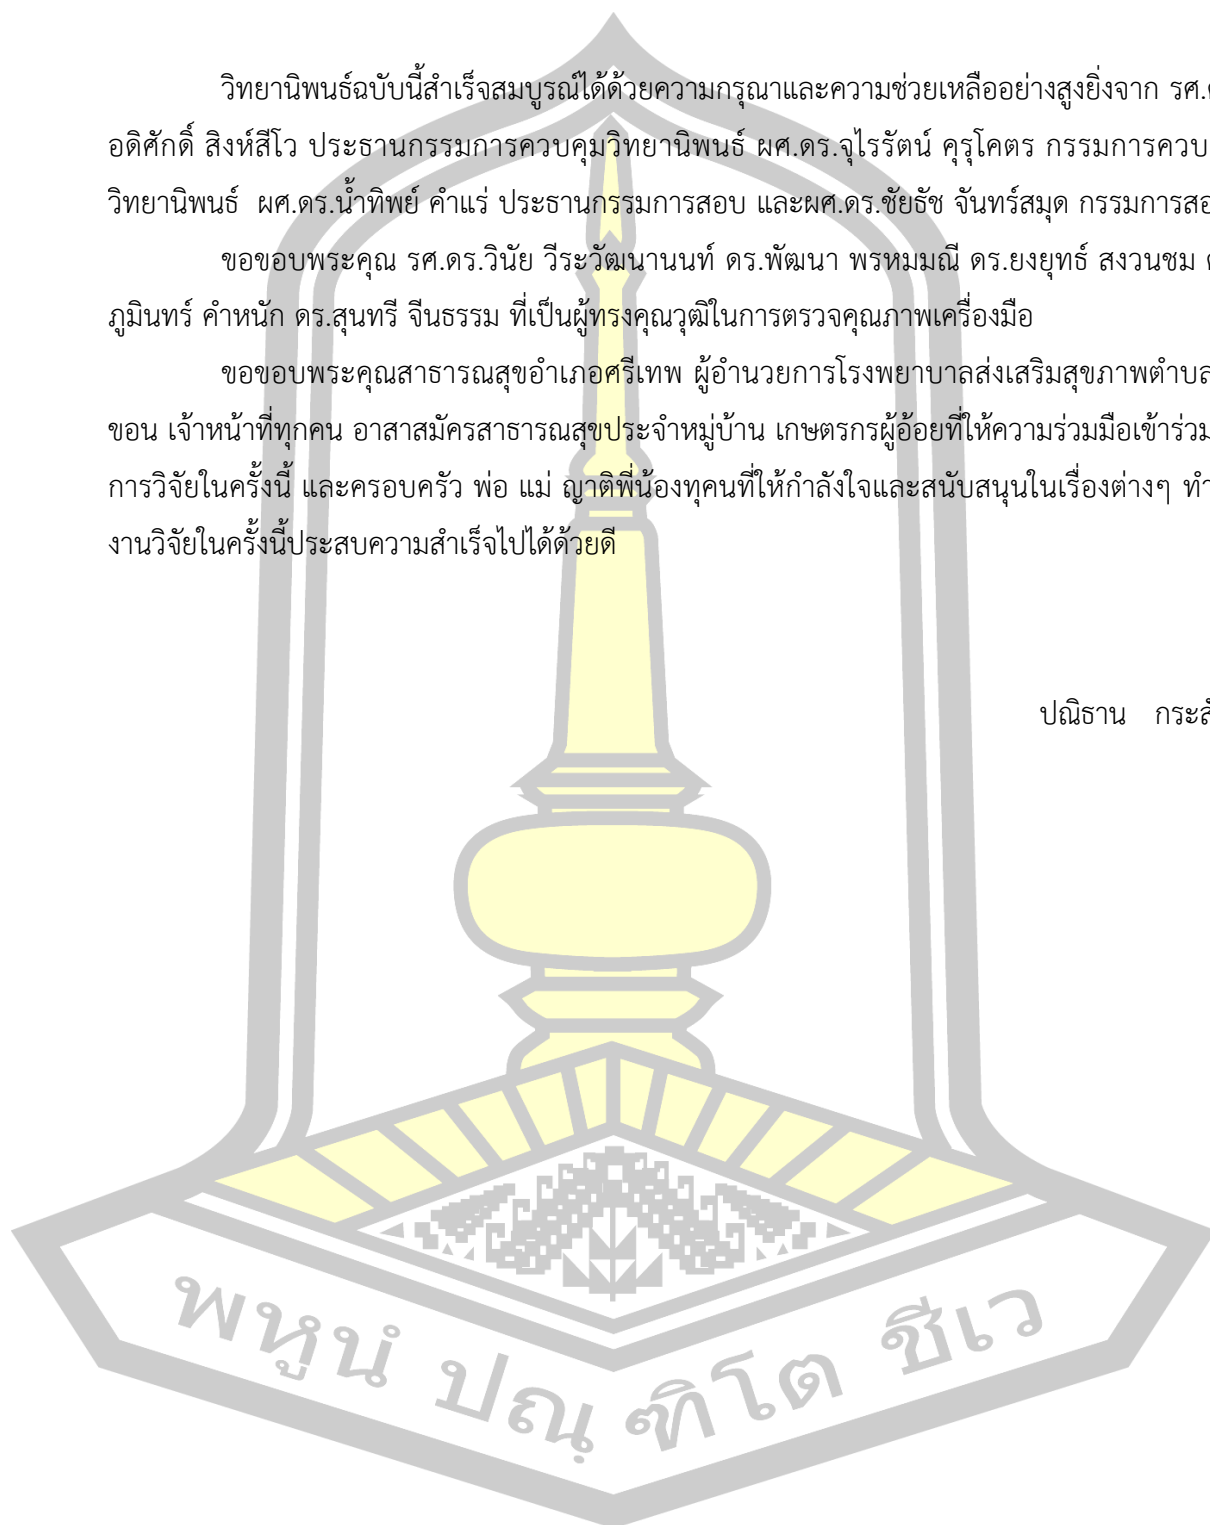 วิทยานิพนธ์ฉบับนี้สำเร็จสมบูรณ์ได้ด้วยความกรุณาและความช่วยเหลืออย่างสูงยิ่งจาก รศ.
อดิศักดิ์ สิงห์สีโว ประธานกรรมการควบคุมวิทยานิพนธ์ ผศ.ดร.จุไรรัตน์ คุรุโคตร กรรมการควบ
วิทยานิพนธ์ ผศ.ดร.น้ำทิพย์ คำแร่ ประธานกรรมการสอบ และผศ.ดร.ชัยธัช จันทร์สมุด กรรมการสอ
ขอขอบพระคุณ รศ.ดร.วินัย วีระวัฒนานนท์ ดร.พัฒนา พรหมมณี ดร.ยงยุทธ์ สงวนชม
ภูมินทร์ คำหนัก ดร.สุนทรี จีนธรรม ที่เป็นผู้ทรงคุณวุฒิในการตรวจคุณภาพเครื่องมือ
ขอขอบพระคุณสาธารณสุขอำเภอศรีเทพ ผู้อำนวยการโรงพยาบาลส่งเสริมสุขภาพตำบล
ขอน เจ้าหน้าที่ทุกคน อาสาสมัครสาธารณสุขประจำหมู่บ้าน เกษตรกรผู้อ้อยที่ให้ความร่วมมือเข้าร่วม
การวิจัยในครั้งนี้ และครอบครัว พ่อ แม่ ญาติพี่น้องทุคนที่ให้กำลังใจและสนับสนุนในเรื่องต่างๆ ทำ
งานวิจัยในครั้งนี้ประสบความสำเร็จไปได้ด้วยดี
ปณิธาน
พหูนํ ปณฺ ฑิโต ชีเว